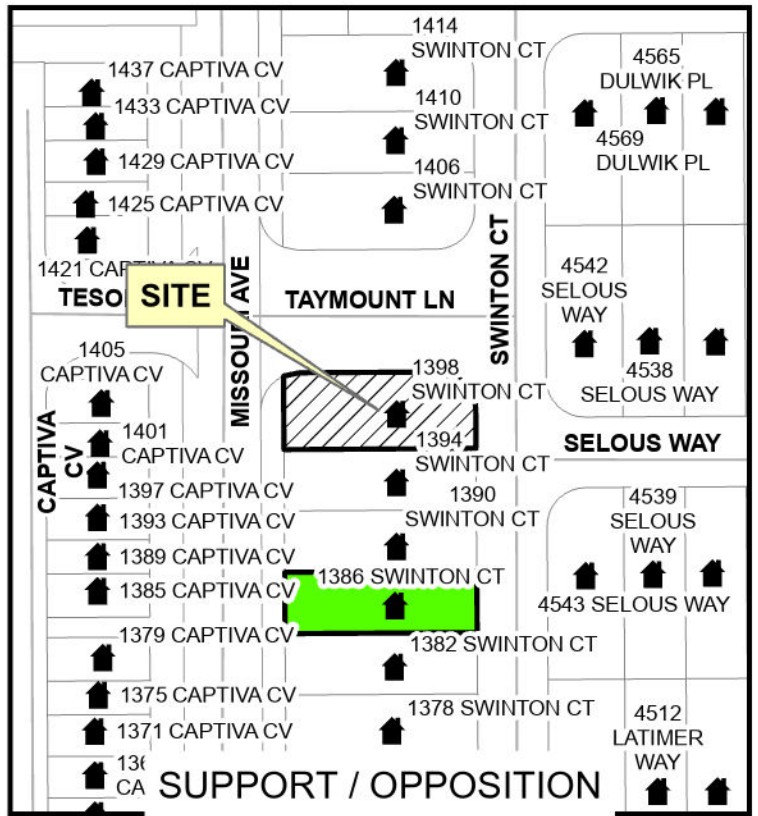 1414
SWINTON CT
1437 CAPTIVA CV
4565
DULWIK PL
1433 CAPTIVA CV
1410
SWINTON CT
4569
DULWIK PL
1429 CAPTIVA CV
1406
SWINTON CT
1425 CAPTIVA CV
SWINTON CT
4542
SELOUS
WAY
1421 CAPTIVA CV
SITE
MISSOURI AVE
TAYMOUNT LN
1405
CAPTIVA CV
1398
SWINTON CT
4538
SELOUS WAY
CAPTIVA
CV
1401
CAPTIVA CV
1394
SWINTON CT
SELOUS WAY
1397 CAPTIVA CV
1390
SWINTON CT
4539
SELOUS
WAY
1393 CAPTIVA CV
1389 CAPTIVA CV
1386 SWINTON CT
1385 CAPTIVA CV
4543 SELOUS WAY
1379 CAPTIVA CV
1382 SWINTON CT
1375 CAPTIVA CV
1378 SWINTON CT
1371 CAPTIVA CV
4512
LATIMER
WAY
SUPPORT / OPPOSITION